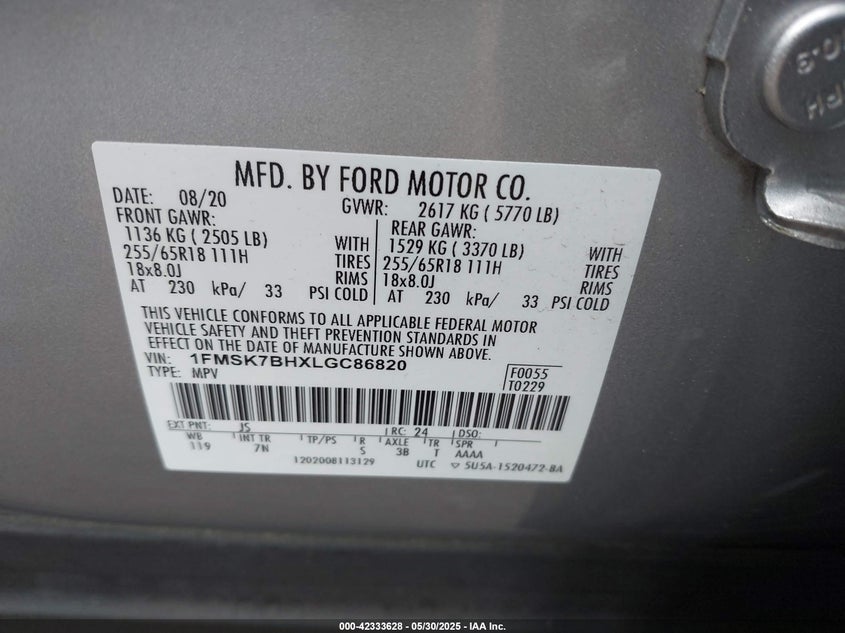 MFD. BY FORD MOTOR CO.
DATE: 08/20 GVWR: 2617 KG ( 5770 LB)
FRONT GAWR: REAR GAWR:
1136 KG ( 2505 LB) WITH 1529 KG ( 3370 LB) WITH
255/65R18 111H TIRES 255/65R18 111H TIRES
18x8.0J RIMS 18x8.0J RIMS
AT 230 kPa/ 33 PSI COLD AT 230 kPa/ 33 PSI COLD
THIS VEHICLE CONFORMS TO ALL APPLICABLE FEDERAL MOTOR
VEHICLE SAFETY AND THEFT PREVENTION STANDARDS IN
EFFECT ON THE DATE OF MANUFACTURE SHOWN ABOVE.
VIN: 1FMSK7BHXLGC86820 F0055
TYPE: MPV T0229
EXT PNT: JS RC: 24 DSO:
WB INT TR TP/PS R AXLE TR SPR
119 7N S 3B T AAAA
1202008113129 UTC ▽ 5U5A-1520472-BA
000-42333628 - 05/30/2025 - IAA Inc.